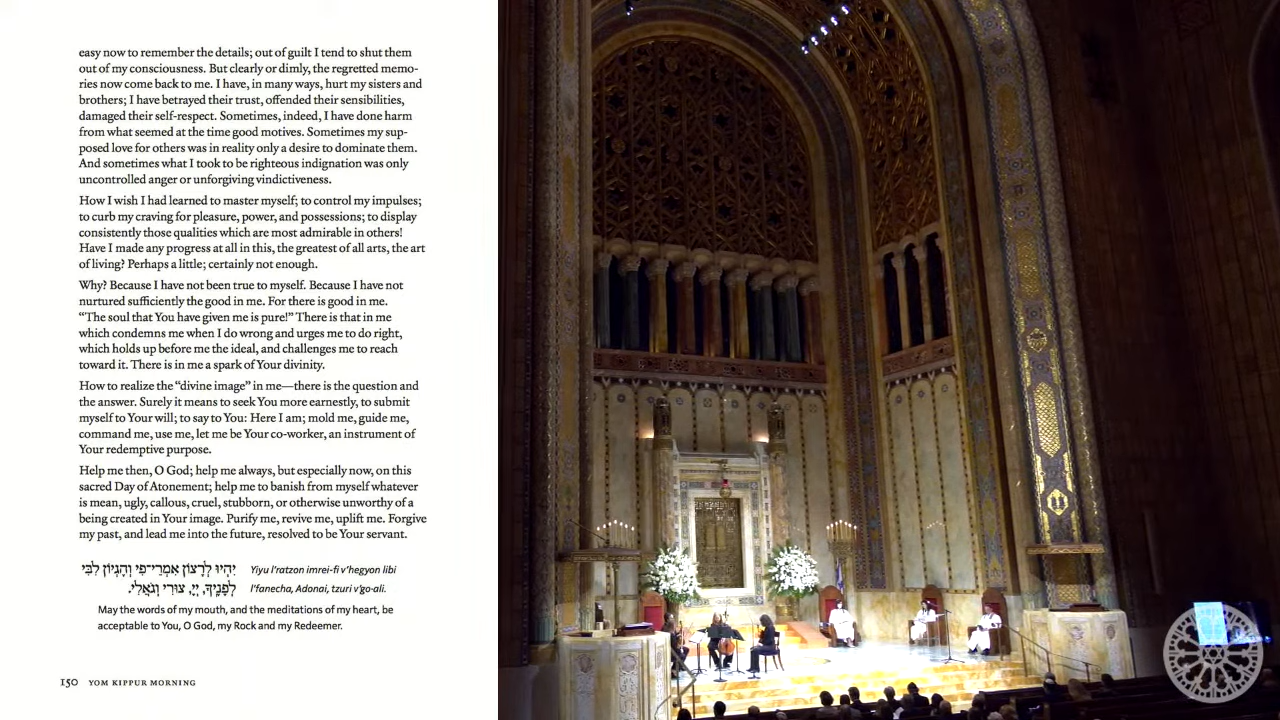 easy now to remember the details; out of guilt I tend to shut them
out of my consciousness. But clearly or dimly, the regretted memo-
ries now come back to me. I have, in many ways, hurt my sisters and
brothers; I have betrayed their trust, offended their sensibilities,
damaged their self-respect. Sometimes, indeed, I have done harm
from what seemed at the time good motives. Sometimes my sup-
posed love for others was in reality only a desire to dominate them.
And sometimes what I took to be righteous indignation was only
uncontrolled anger or unforgiving vindictiveness.
How I wish I had learned to master myself; to control my impulses;
to curb my craving for pleasure, power, and possessions; to display
consistently those qualities which are most admirable in others!
Have I made any progress at all in this, the greatest of all arts, the art
of living? Perhaps a little; certainly not enough.
Why? Because I have not been true to myself. Because I have not
nurtured sufficiently the good in me. For there is good in me.
“The soul that You have given me is pure!” There is that in me
which condemns me when I do wrong and urges me to do right,
which holds up before me the ideal, and challenges me to reach
toward it. There is in me a spark of Your divinity.
How to realize the “divine image” in me—there is the question and
the answer. Surely it means to seek You more earnestly, to submit
myself to Your will; to say to You: Here I am; mold me, guide me,
command me, use me, let me be Your co-worker, an instrument of
Your redemptive purpose.
Help me then, O God; help me always, but especially now, on this
sacred Day of Atonement; help me to banish from myself whatever
is mean, ugly, callous, cruel, stubborn, or otherwise unworthy of a
being created in Your image. Purify me, revive me, uplift me. Forgive
my past, and lead me into the future, resolved to be Your servant.
יִהְיוּ לְרָצוֹן אִמְרֵי־פִי וְהֶגְיוֹן לִבִּי
לְפָנֶיךָ, יְיָ, צוּרִי וְגֹאֲלִי.
Yiyu l’ratzon imrei-fi v’hegyon libi
l’fanecha, Adonai, tzuri v’go-ali.
May the words of my mouth, and the meditations of my heart, be
acceptable to You, O God, my Rock and my Redeemer.
150 YOM KIPPUR MORNING